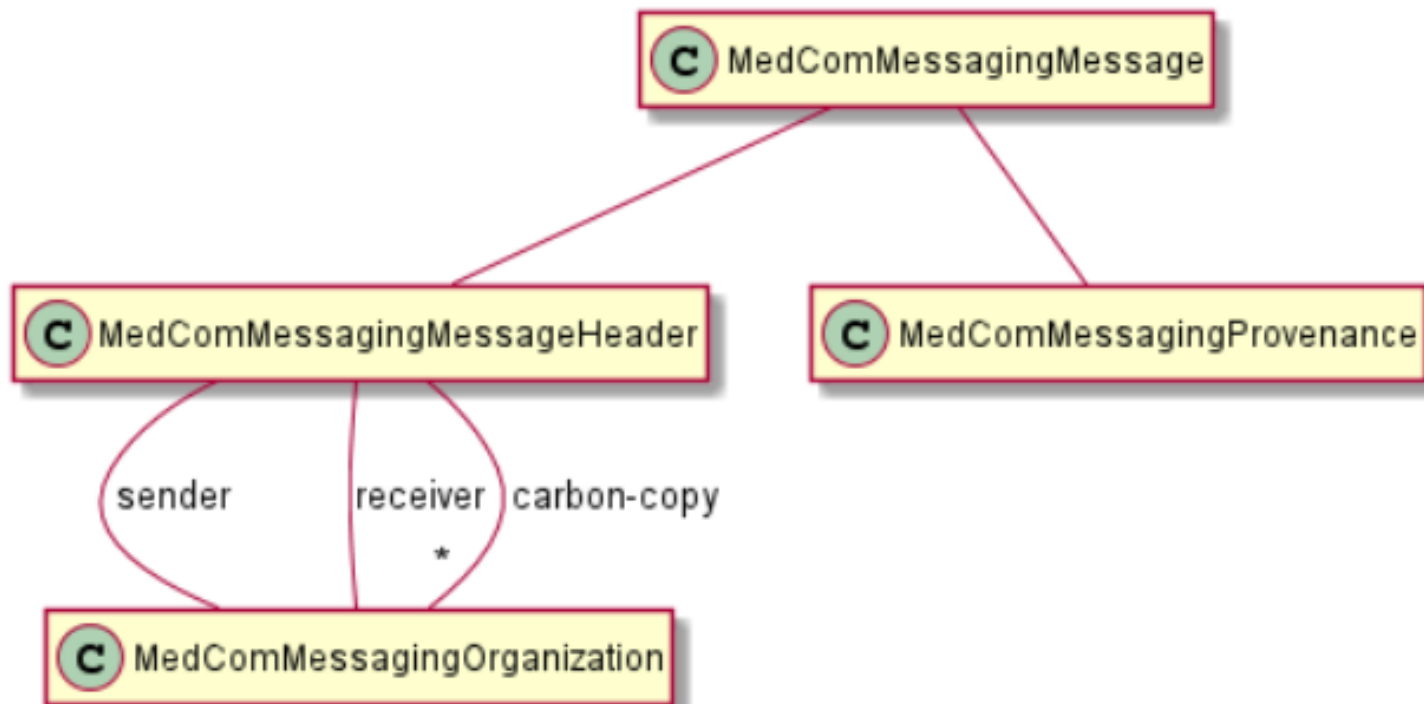 C MedComMessagingMessage
C MedComMessagingMessageHeader
C MedComMessagingProvenance
sender
receiver
carbon-copy
*
C MedComMessagingOrganization